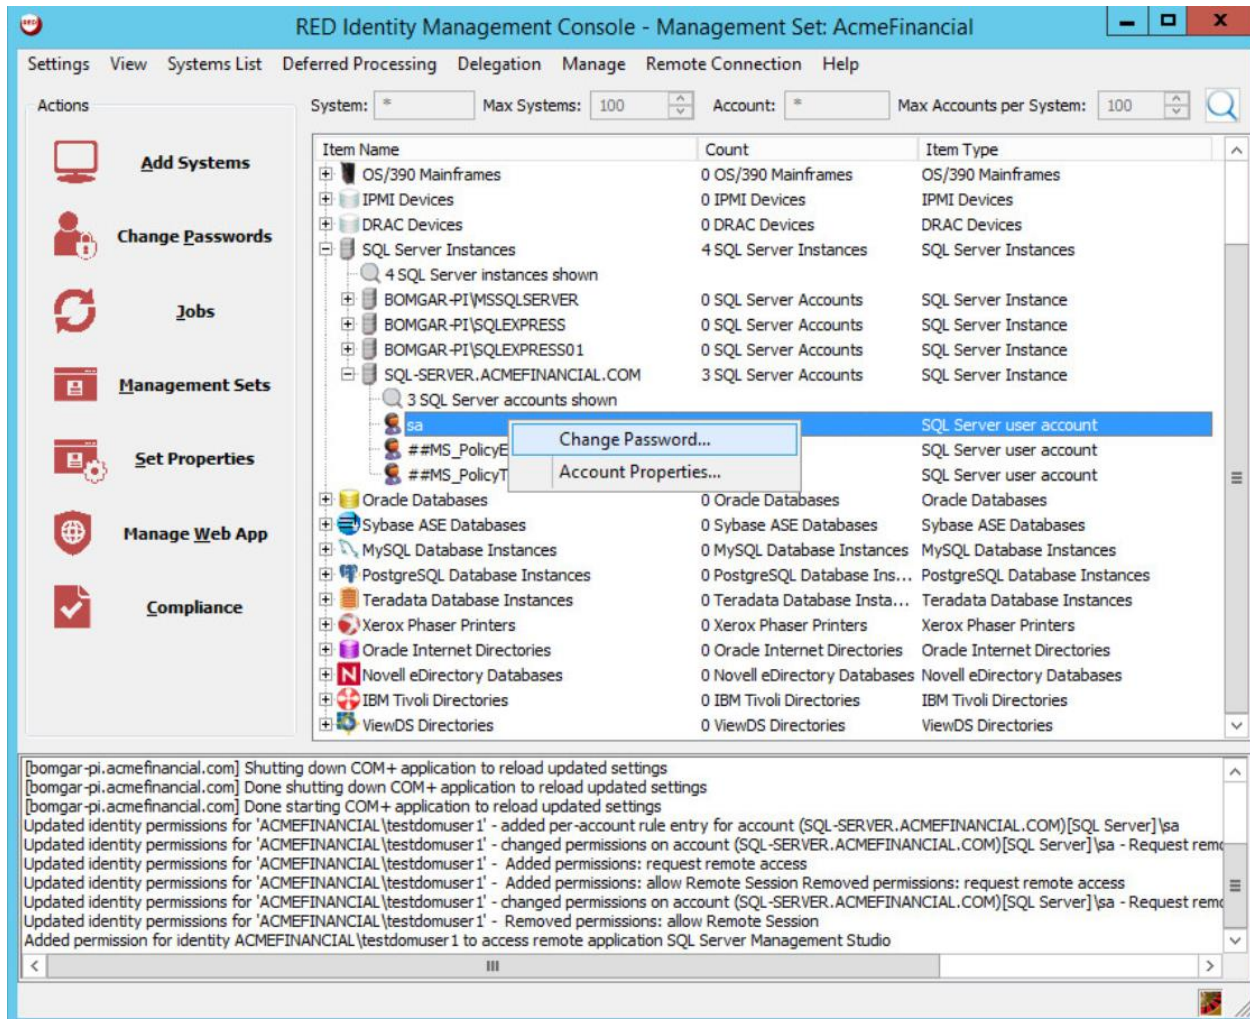 RED Identity Management Console - Management Set: AcmeFinancial
Settings View Systems List Deferred Processing Delegation Manage Remote Connection Help
Actions
System: * Max Systems: 100 Account: * Max Accounts per System: 100
Add Systems
Change Passwords
Jobs
Management Sets
Set Properties
Manage Web App
Compliance
Item Name Count Item Type
OS/390 Mainframes 0 OS/390 Mainframes OS/390 Mainframes
IPMI Devices 0 IPMI Devices IPMI Devices
DRAC Devices 0 DRAC Devices DRAC Devices
SQL Server Instances 4 SQL Server Instances SQL Server Instances
4 SQL Server instances shown
BOMGAR-PI\MSSQLSERVER 0 SQL Server Accounts SQL Server Instance
BOMGAR-PI\SQLEXPRESS 0 SQL Server Accounts SQL Server Instance
BOMGAR-PI\SQLEXPRESS01 0 SQL Server Accounts SQL Server Instance
SQL-SERVER.ACMEFINANCIAL.COM 3 SQL Server Accounts SQL Server Instance
3 SQL Server accounts shown
sa SQL Server user account
##MS_PolicyE SQL Server user account
##MS_PolicyT SQL Server user account
Change Password...
Account Properties...
Oracle Databases 0 Oracle Databases Oracle Databases
Sybase ASE Databases 0 Sybase ASE Databases Sybase ASE Databases
MySQL Database Instances 0 MySQL Database Instances MySQL Database Instances
PostgreSQL Database Instances 0 PostgreSQL Database Ins... PostgreSQL Database Instances
Teradata Database Instances 0 Teradata Database Insta... Teradata Database Instances
Xerox Phaser Printers 0 Xerox Phaser Printers Xerox Phaser Printers
Oracle Internet Directories 0 Oracle Internet Directories Oracle Internet Directories
Novell eDirectory Databases 0 Novell eDirectory Databases Novell eDirectory Databases
IBM Tivoli Directories 0 IBM Tivoli Directories IBM Tivoli Directories
ViewDS Directories 0 ViewDS Directories ViewDS Directories
[bomgar-pi.acmefinancial.com] Shutting down COM+ application to reload updated settings
[bomgar-pi.acmefinancial.com] Done shutting down COM+ application to reload updated settings
[bomgar-pi.acmefinancial.com] Done starting COM+ application to reload updated settings
Updated identity permissions for 'ACMEFINANCIAL\testdomuser1' - added per-account rule entry for account (SQL-SERVER.ACMEFINANCIAL.COM)[SQL Server]\sa
Updated identity permissions for 'ACMEFINANCIAL\testdomuser1' - changed permissions on account (SQL-SERVER.ACMEFINANCIAL.COM)[SQL Server]\sa - Request remo
Updated identity permissions for 'ACMEFINANCIAL\testdomuser1' - Added permissions: request remote access
Updated identity permissions for 'ACMEFINANCIAL\testdomuser1' - Added permissions: allow Remote Session Removed permissions: request remote access
Updated identity permissions for 'ACMEFINANCIAL\testdomuser1' - changed permissions on account (SQL-SERVER.ACMEFINANCIAL.COM)[SQL Server]\sa - Request remo
Updated identity permissions for 'ACMEFINANCIAL\testdomuser1' - Removed permissions: allow Remote Session
Added permission for identity ACMEFINANCIAL\testdomuser1 to access remote application SQL Server Management Studio